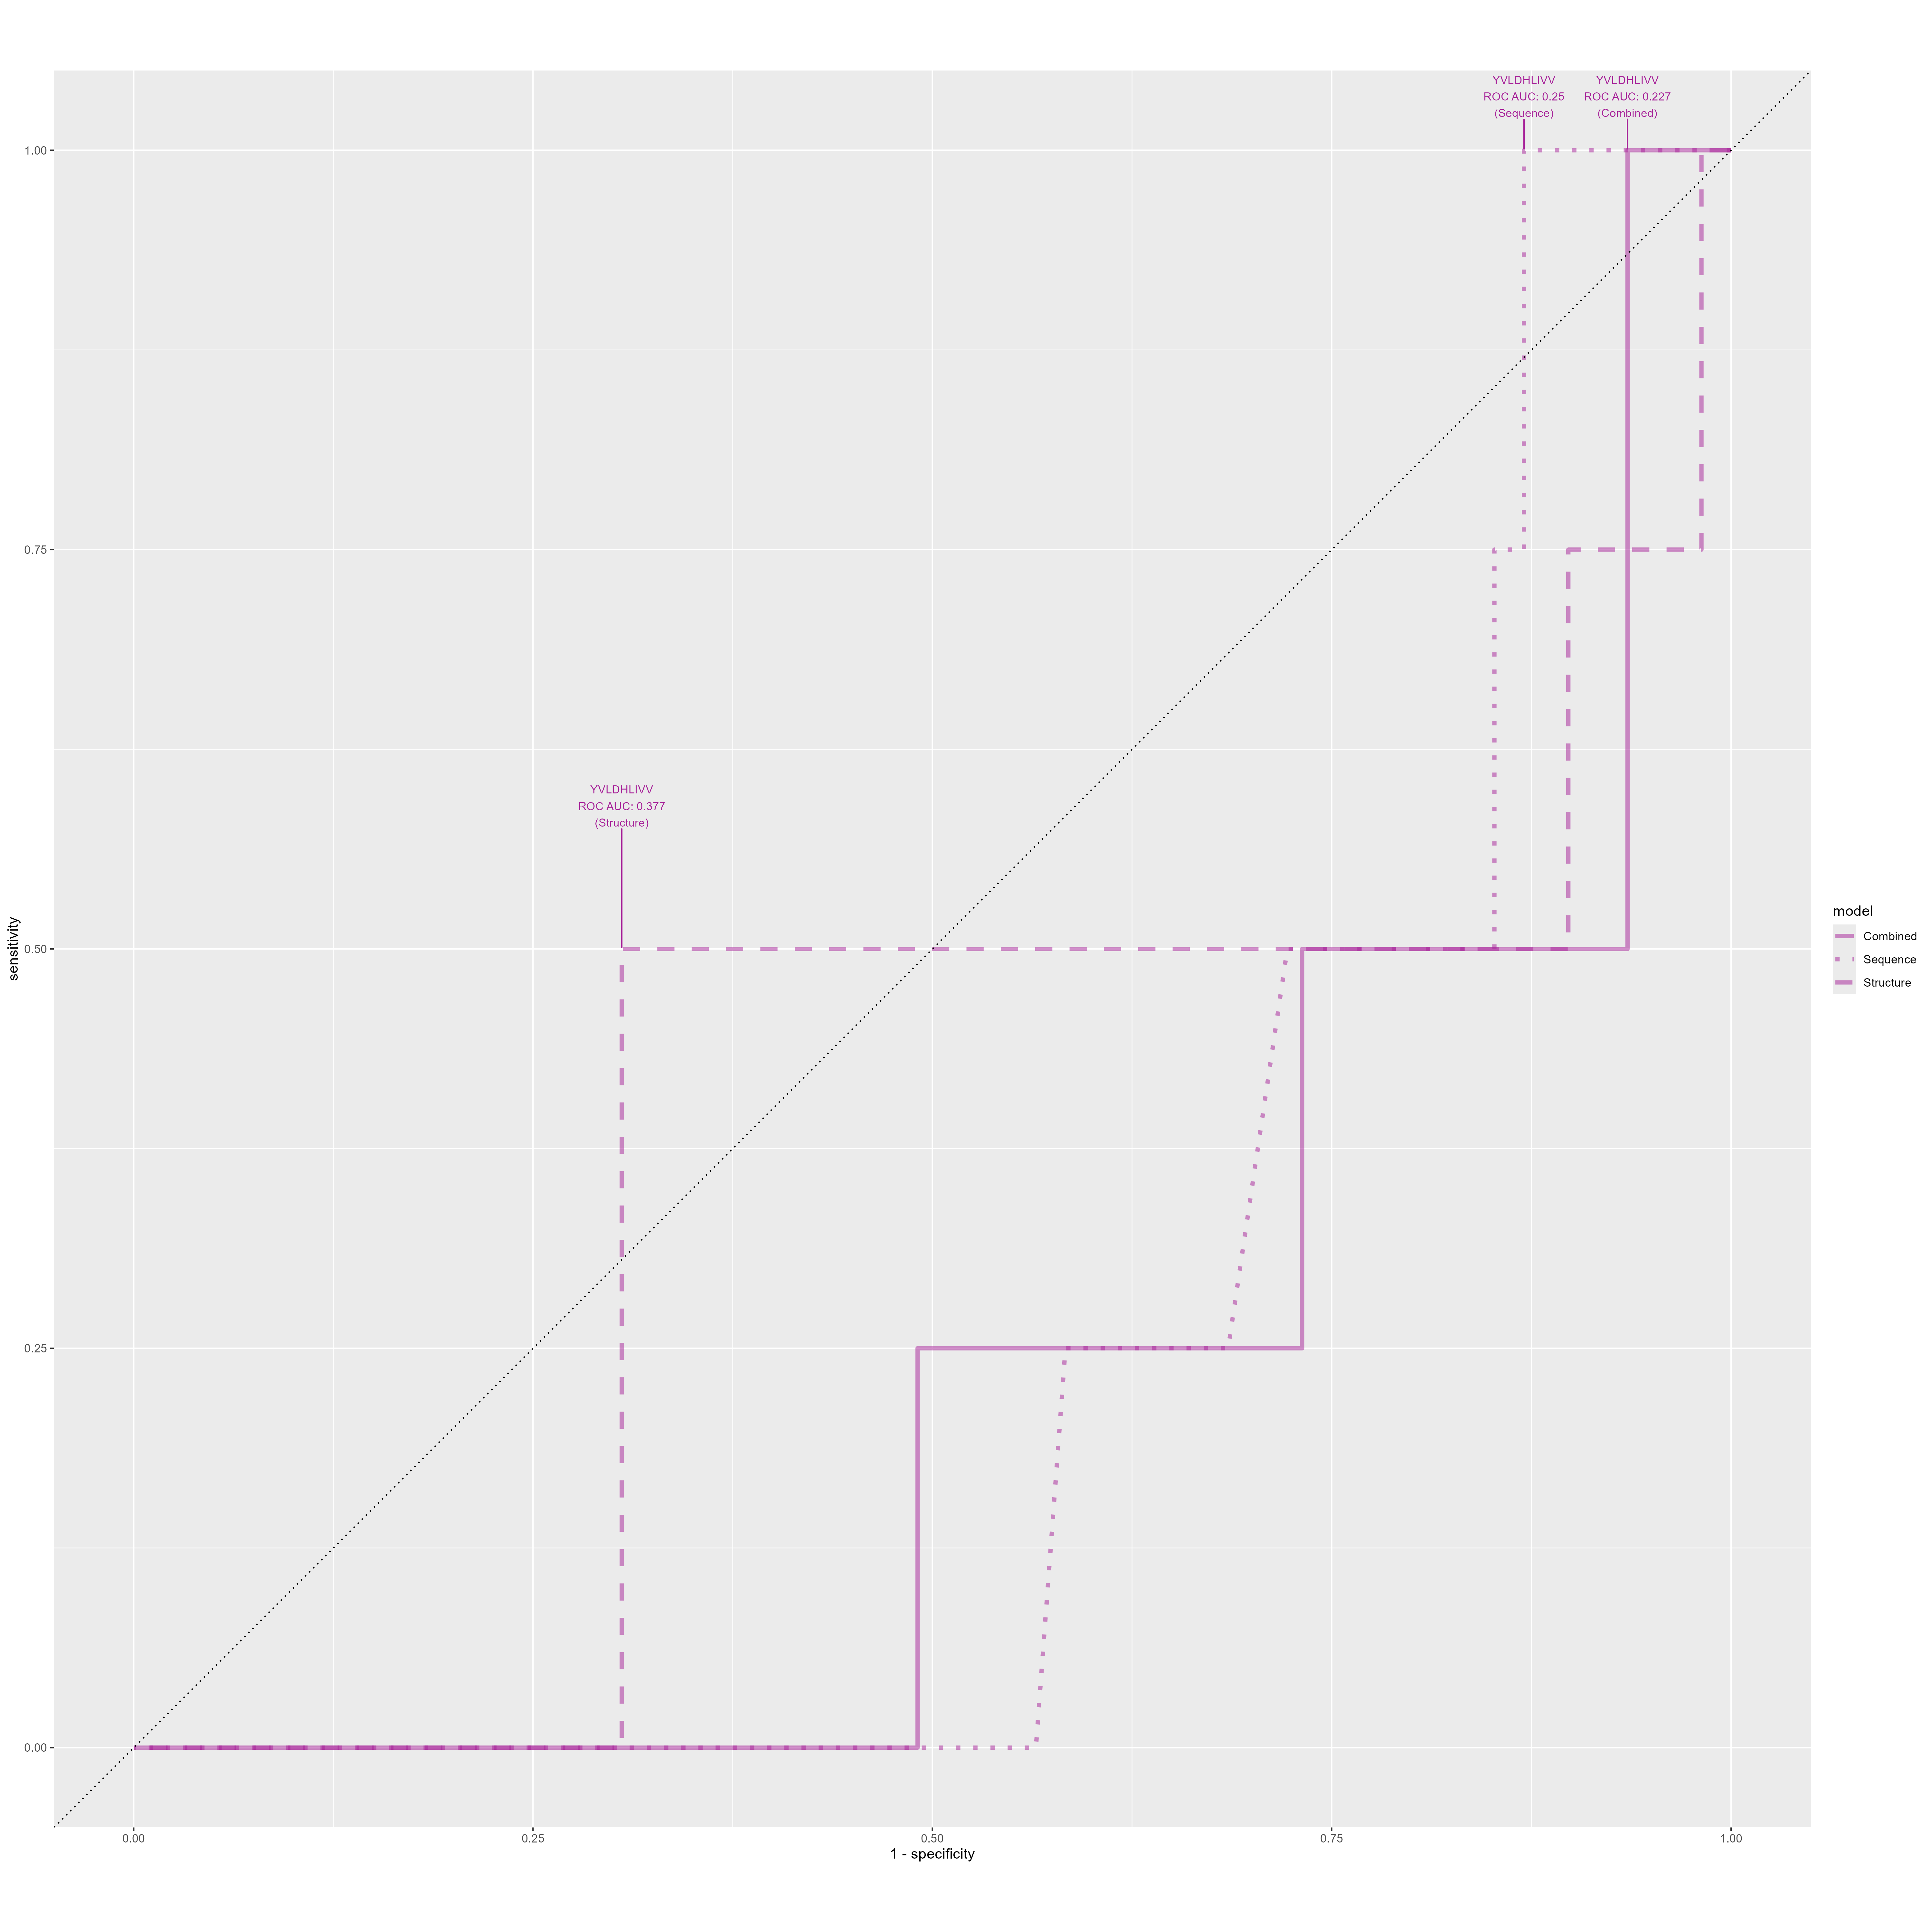 YVLDHLIVV
ROC AUC: 0.25
(Sequence)
YVLDHLIVV
ROC AUC: 0.227
(Combined)
YVLDHLIVV
ROC AUC: 0.377
(Structure)
1.00
0.75
0.50
0.25
0.00
sensitivity
0.00
0.25
0.50
0.75
1.00
1 - specificity
model
Combined
Sequence
Structure